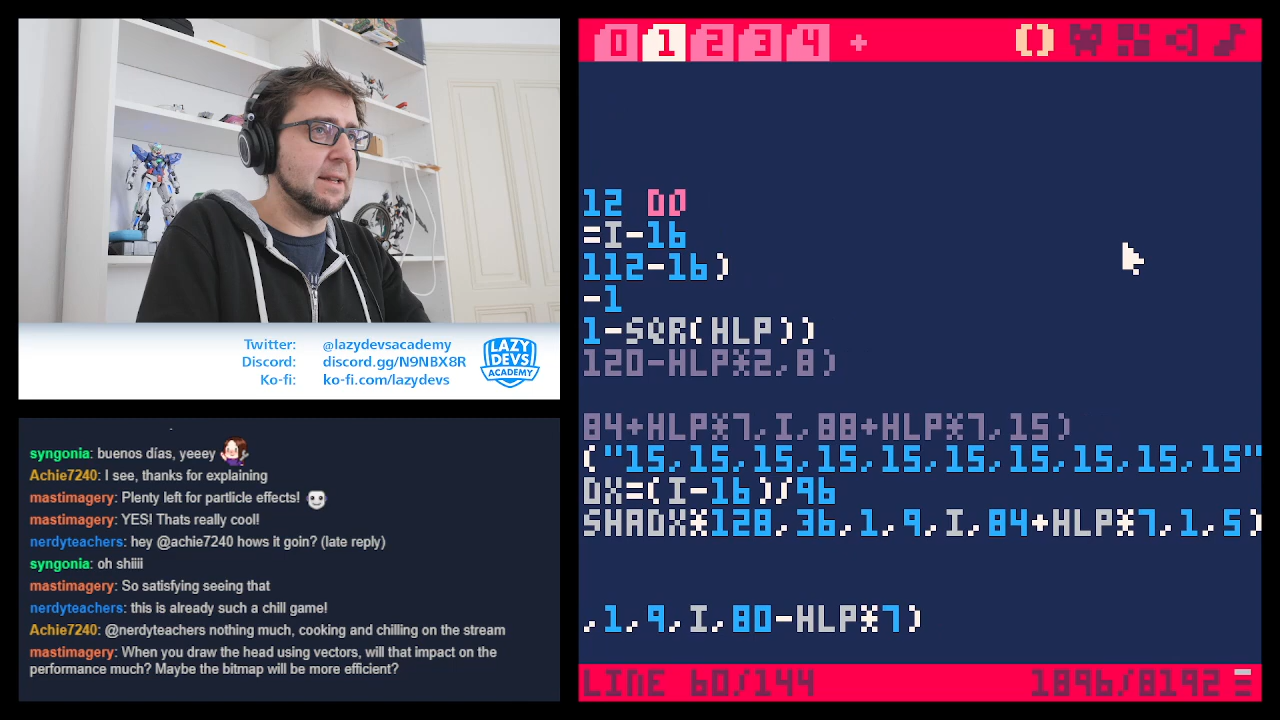 Twitter: @lazydevsacademy
Discord: discord.gg/N9NBX8R
Ko-fi: ko-fi.com/lazydevs
LAZY
DEVS
ACADEMY
syngonia: buenos días, yeeey
Achie7240: I see, thanks for explaining
mastimagery: Plenty left for partlicle effects!
mastimagery: YES! Thats really cool!
nerdyteachers: hey @achie7240 hows it goin? (late reply)
syngonia: oh shiiii
mastimagery: So satisfying seeing that
nerdyteachers: this is already such a chill game!
Achie7240: @nerdyteachers nothing much, cooking and chilling on the stream
mastimagery: When you draw the head using vectors, will that impact on the
performance much? Maybe the bitmap will be more efficient?
0 1 2 3 4 +
12 DO
=I-16
112-16)
-1
1-SQR(HLP))
120-HLP*2,8)
84+HLP*7,I,88+HLP*7,15)
("15,15,15,15,15,15,15,15,15,15"
DX=(I-16)/96
SHADX*128,36,1,9,I,84+HLP*7,1,5)
,1,9,I,80-HLP*7)
LINE 60/144 1896/8192